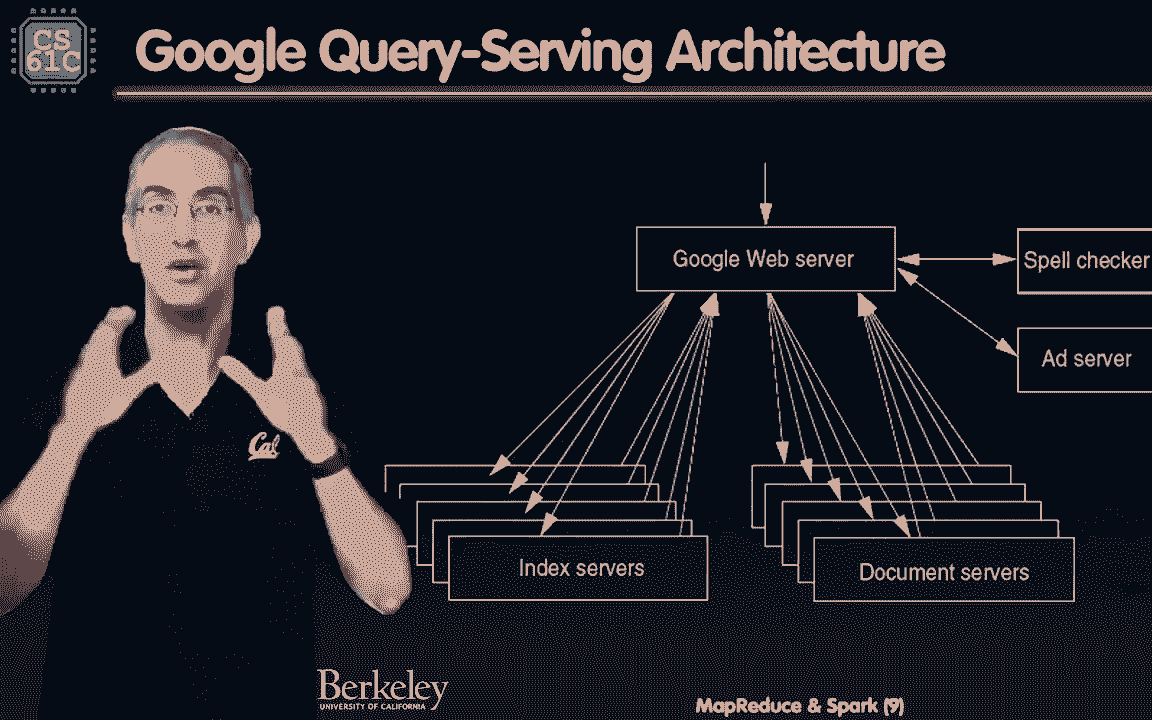 CS
61C
Google Query-Serving Architecture
Google Web server
Spell checker
Ad server
Cal
Index servers
Document servers
Berkeley
UNIVERSITY OF CALIFORNIA
MapReduce & Spark (9)